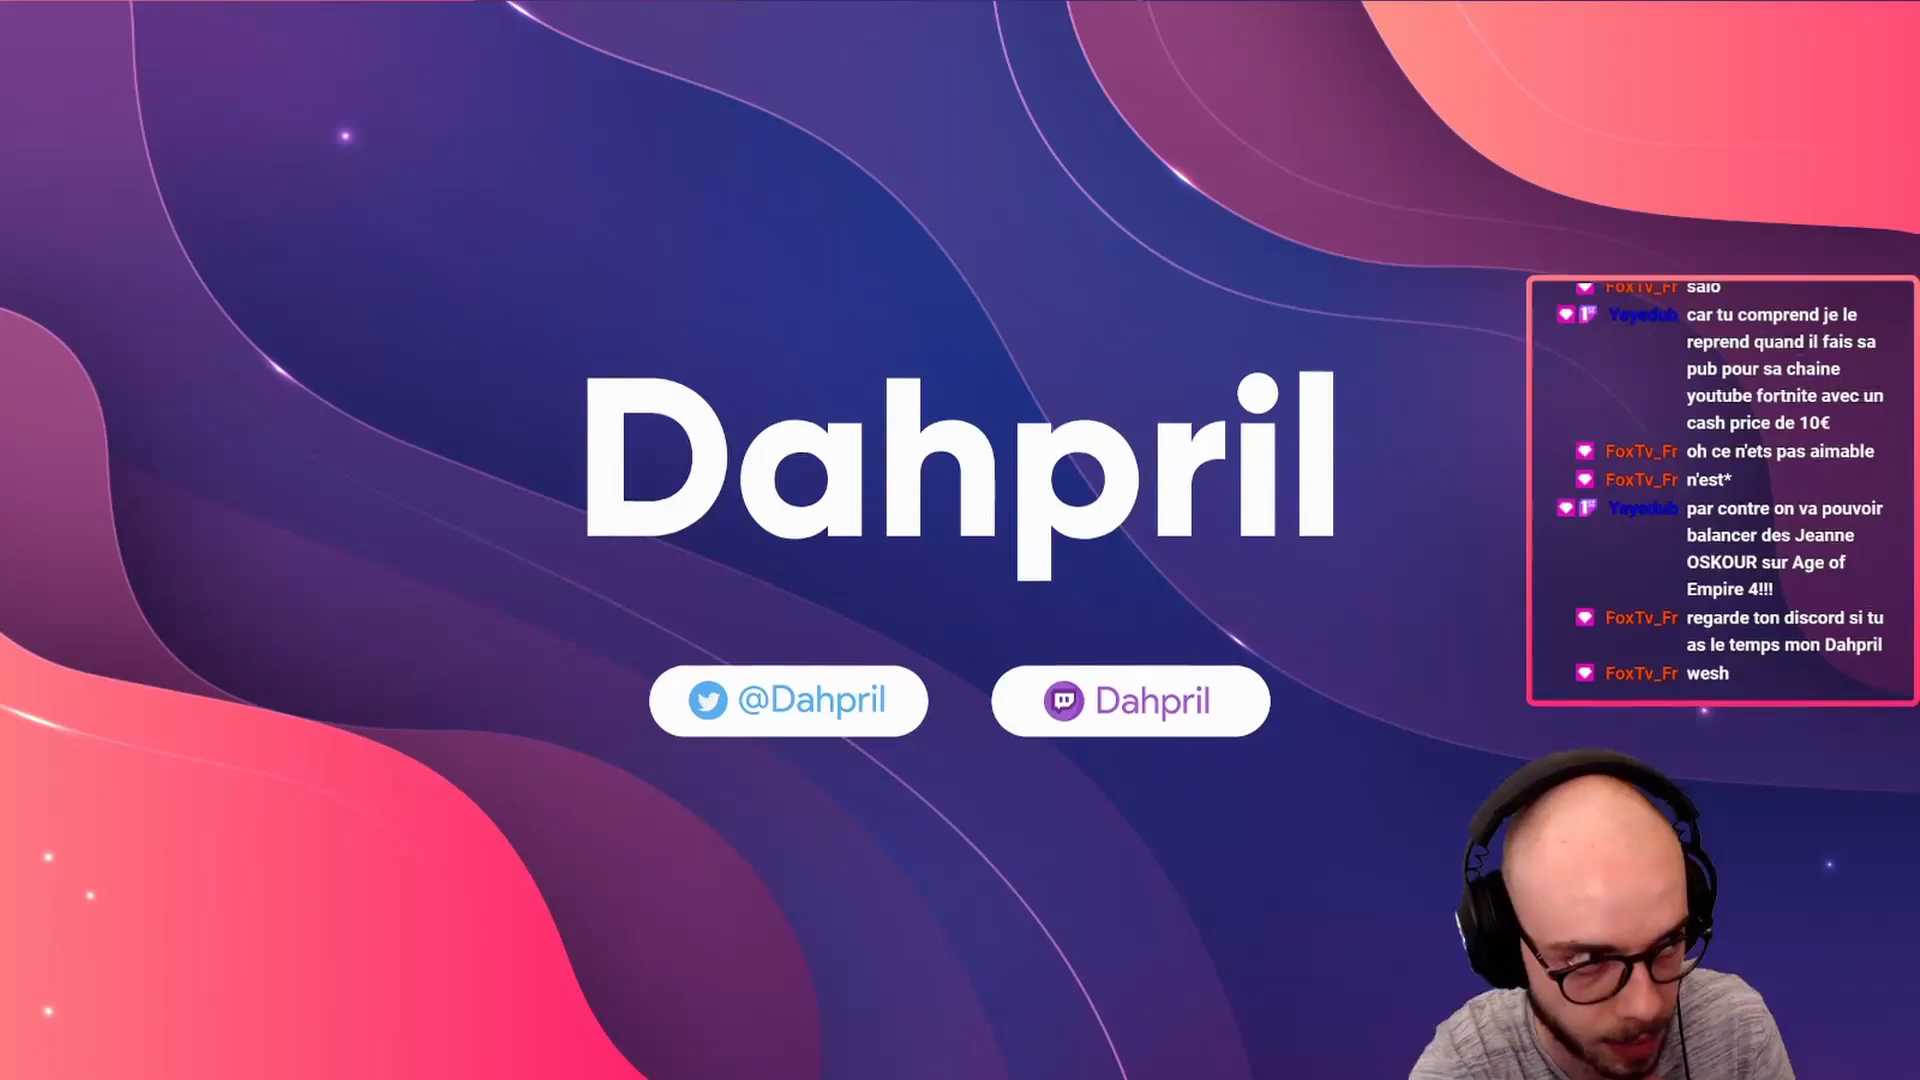 Dahpril
@Dahpril
Dahpril
FoxTv_Fr salo
Yayedub car tu comprend je le
reprend quand il fais sa
pub pour sa chaine
youtube fortnite avec un
cash price de 10€
FoxTv_Fr oh ce n'ets pas aimable
FoxTv_Fr n'est*
Yayedub par contre on va pouvoir
balancer des Jeanne
OSKOUR sur Age of
Empire 4!!!
FoxTv_Fr regarde ton discord si tu
as le temps mon Dahpril
FoxTv_Fr wesh